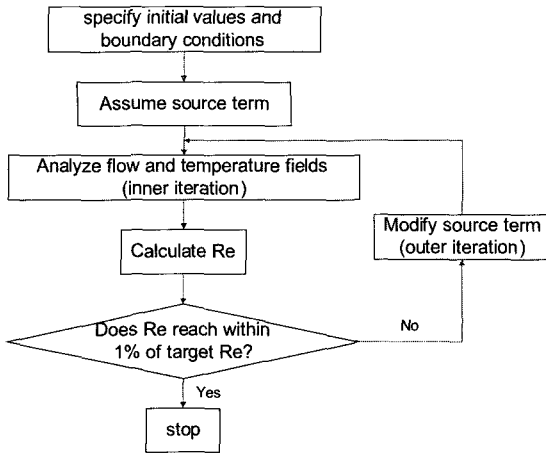 specify initial values and
boundary conditions
Assume source term
Analyze flow and temperature fields
(inner iteration)
Modify source term
(outer iteration)
Calculate Re
Does Re reach within
1% of target Re?
No
Yes
stop